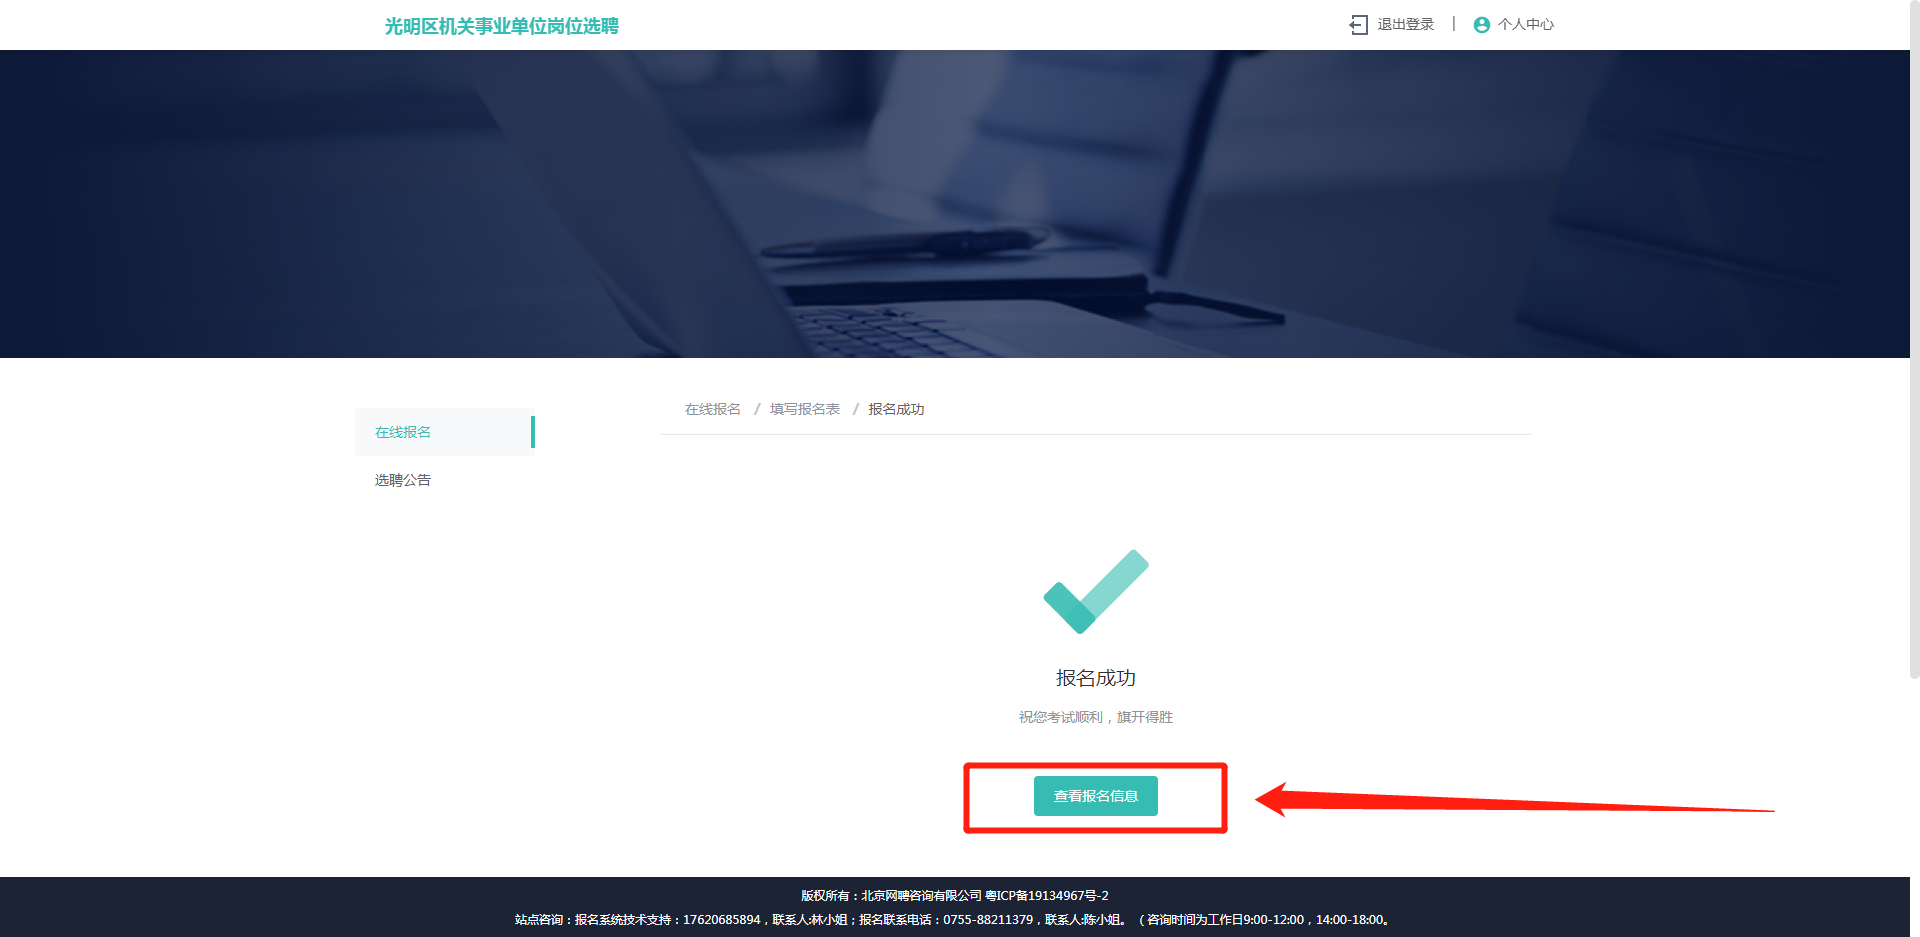 光明区机关事业单位岗位选聘
退出登录 | 个人中心
在线报名 / 填写报名表 / 报名成功
在线报名
选聘公告
报名成功
祝您考试顺利，旗开得胜
查看报名信息
版权所有：北京网聘咨询有限公司 粤ICP备19134967号-2
站点咨询：报名系统技术支持：17620685894，联系人:林小姐；报名联系电话：0755-88211379，联系人:陈小姐。（咨询时间为工作日9:00-12:00，14:00-18:00。